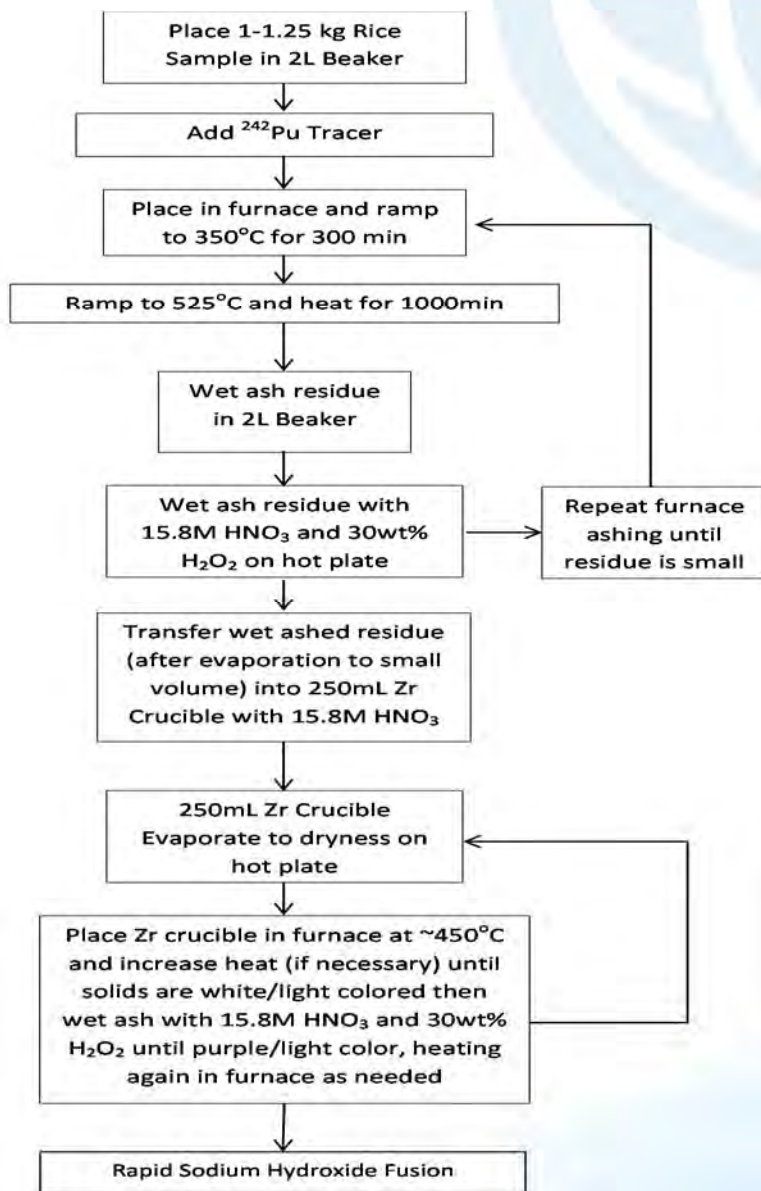 Place 1-1.25 kg Rice
Sample in 2L Beaker
Add ²⁴²Pu Tracer
Place in furnace and ramp
to 350°C for 300 min
Ramp to 525°C and heat for 1000min
Wet ash residue
in 2L Beaker
Wet ash residue with
15.8M HNO₃ and 30wt%
H₂O₂ on hot plate
Repeat furnace
ashing until
residue is small
Transfer wet ashed residue
(after evaporation to small
volume) into 250mL Zr
Crucible with 15.8M HNO₃
250mL Zr Crucible
Evaporate to dryness on
hot plate
Place Zr crucible in furnace at ~450°C
and increase heat (if necessary) until
solids are white/light colored then
wet ash with 15.8M HNO₃ and 30wt%
H₂O₂ until purple/light color, heating
again in furnace as needed
Rapid Sodium Hydroxide Fusion